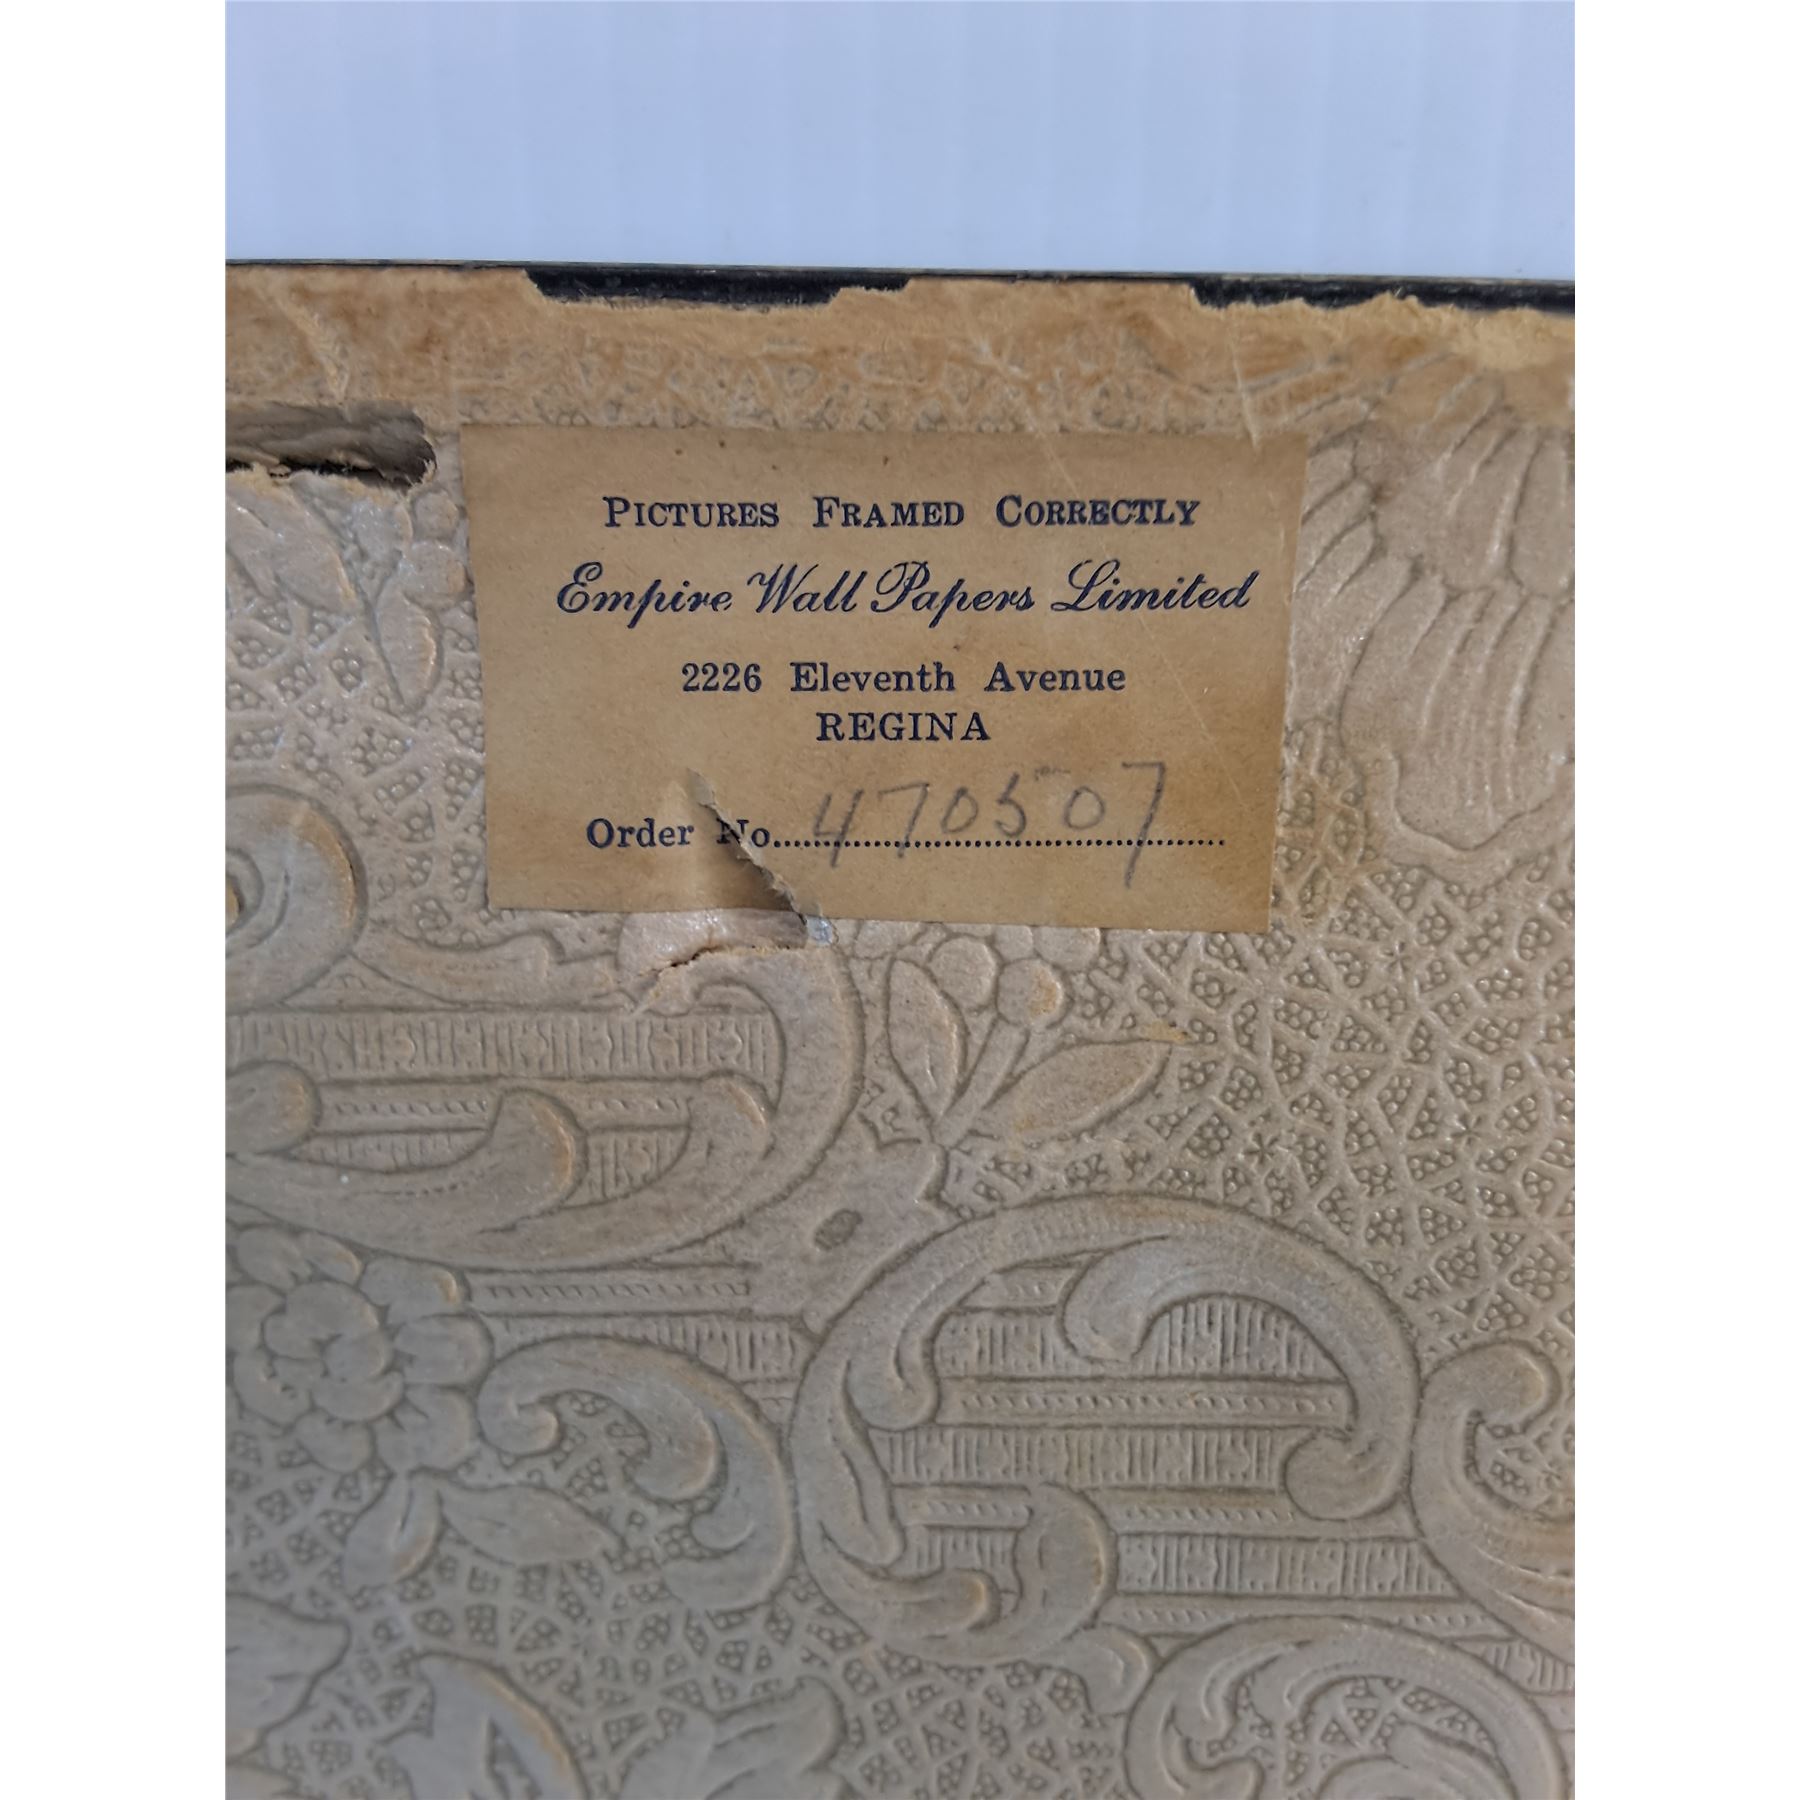 PICTURES FRAMED CORRECTLY
Empire Wall Papers Limited
2226 Eleventh Avenue
REGINA
Order No. 470507